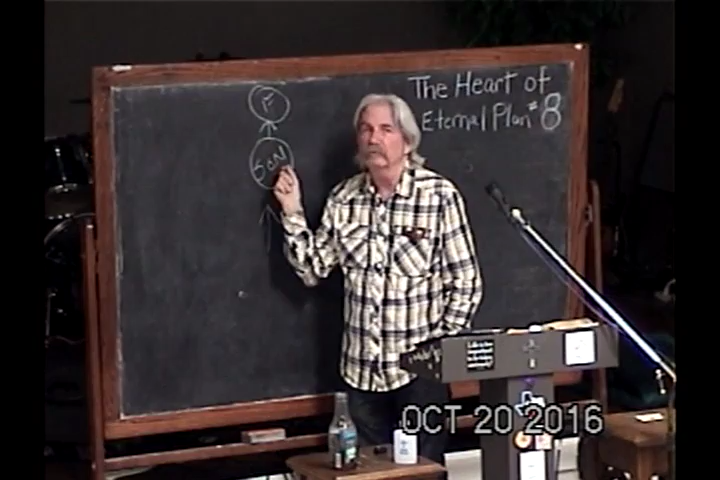 F
The Heart of
Eternal Plan #8
SON
OCT 20 2016